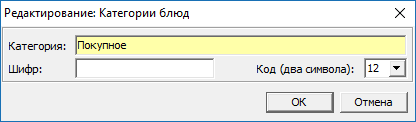 Редактирование: Категории блюд
Категория: Покупное
Шифр: Код (два символа): 12
OK Отмена